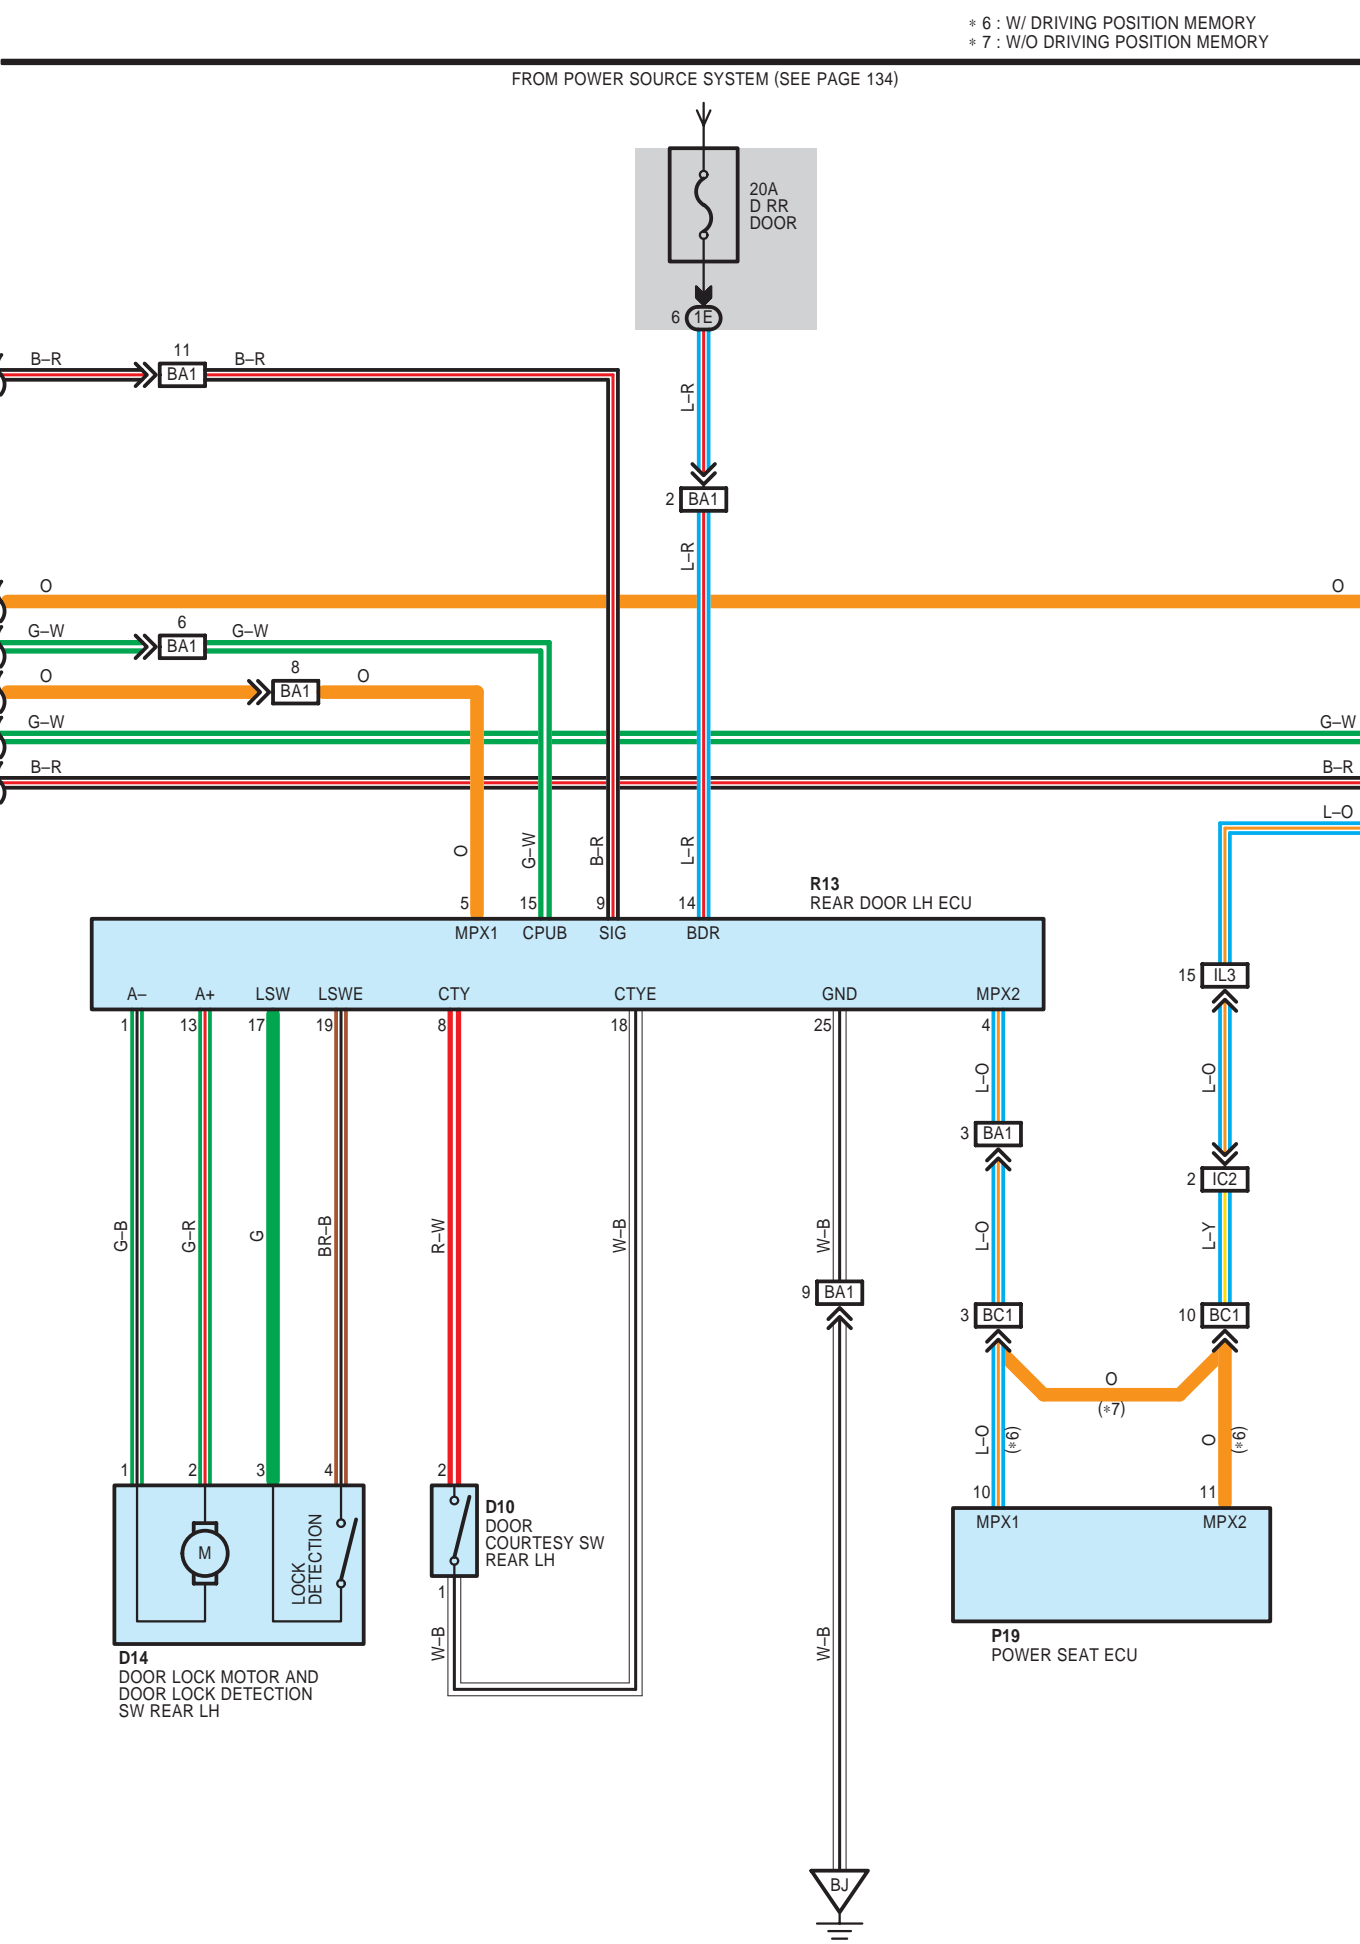 ∗ 6 : W/ DRIVING POSITION MEMORY
∗ 7 : W/O DRIVING POSITION MEMORY
FROM POWER SOURCE SYSTEM (SEE PAGE 134)
20A
D RR
DOOR
6 1E
B–R
11
BA1
B–R
L–R
2 BA1
L–R
O
O
G–W
6
BA1
G–W
O
8
BA1
O
G–W
G–W
B–R
B–R
L–O
O
G–W
B–R
L–R
R13
REAR DOOR LH ECU
5
15
9
14
MPX1
CPUB
SIG
BDR
15 IL3
A–
A+
LSW
LSWE
CTY
CTYE
GND
MPX2
1
13
17
19
8
18
25
4
L–O
L–O
3 BA1
2 IC2
G–B
G–R
G
BR–B
R–W
W–B
W–B
L–O
L–Y
9 BA1
3 BC1
10 BC1
O
(∗7)
L–O
(∗6)
O
(∗6)
1
2
3
4
2
10
11
D10
DOOR
COURTESY SW
REAR LH
MPX1
MPX2
M
LOCK
DETECTION
1
W–B
W–B
P19
POWER SEAT ECU
D14
DOOR LOCK MOTOR AND
DOOR LOCK DETECTION
SW REAR LH
BJ